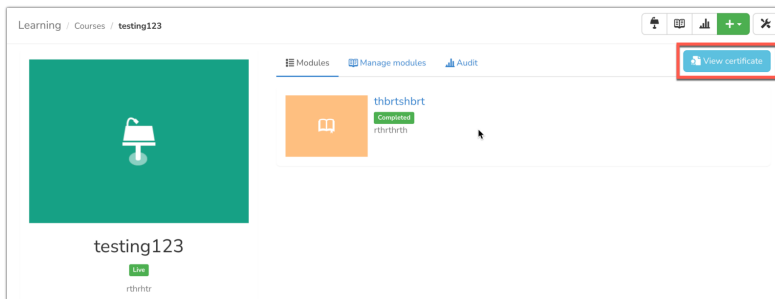 Learning / Courses / testing123
Modules Manage modules Audit
View certificate
thbrtshbrt
Completed
rthrthrth
testing123
Live
rthrhtr